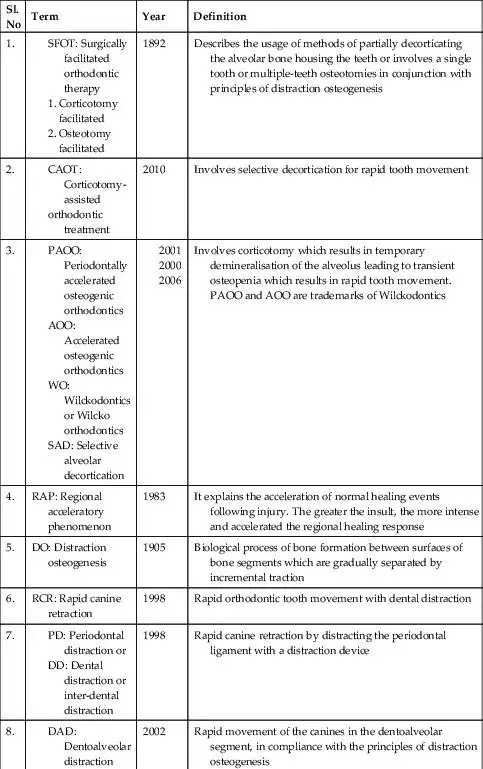 Sl. No Term Year Definition
1. SFOT: Surgically 1892 Describes the usage of methods of partially decorticating
facilitated the alveolar bone housing the teeth or involves a single
orthodontic tooth or multiple-teeth osteotomies in conjunction with
therapy principles of distraction osteogenesis
1. Corticotomy
facilitated
2. Osteotomy
facilitated
2. CAOT: 2010 Involves selective decortication for rapid tooth movement
Corticotomy-
assisted
orthodontic
treatment
3. PAOO: 2001 Involves corticotomy which results in temporary
Periodontally 2000 demineralisation of the alveolus leading to transient
accelerated 2006 osteopenia which results in rapid tooth movement.
osteogenic PAOO and AOO are trademarks of Wilckodontics
orthodontics
AOO:
Accelerated
osteogenic
orthodontics
WO:
Wilckodontics
or Wilcko
orthodontics
SAD: Selective
alveolar
decortication
4. RAP: Regional 1983 It explains the acceleration of normal healing events
acceleratory following injury. The greater the insult, the more intense
phenomenon and accelerated the regional healing response
5. DO: Distraction 1905 Biological process of bone formation between surfaces of
osteogenesis bone segments which are gradually separated by
incremental traction
6. RCR: Rapid canine 1998 Rapid orthodontic tooth movement with dental distraction
retraction
7. PD: Periodontal 1998 Rapid canine retraction by distracting the periodontal
distraction or ligament with a distraction device
DD: Dental
distraction or
inter-dental
distraction
8. DAD: 2002 Rapid movement of the canines in the dentoalveolar
Dentoalveolar segment, in compliance with the principles of distraction
distraction osteogenesis